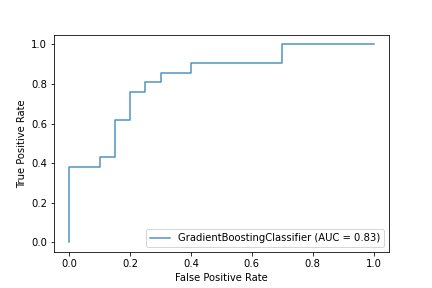 1.0
0.8
0.6
0.4
0.2
0.0
True Positive Rate
GradientBoostingClassifier (AUC = 0.83)
0.0 0.2 0.4 0.6 0.8 1.0
False Positive Rate